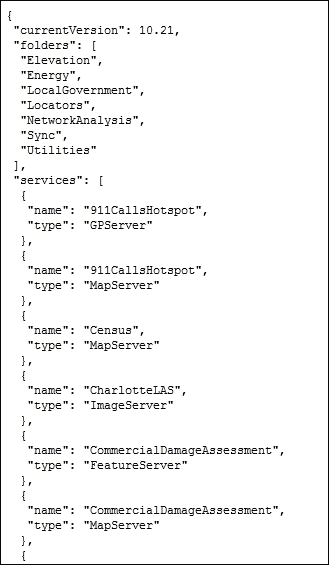 {
"currentVersion": 10.21,
"folders": [
"Elevation",
"Energy",
"LocalGovernment",
"Locators",
"NetworkAnalysis",
"Sync",
"Utilities"
],
"services": [
{
"name": "911CallsHotspot",
"type": "GPServer"
},
{
"name": "911CallsHotspot",
"type": "MapServer"
},
{
"name": "Census",
"type": "MapServer"
},
{
"name": "CharlotteLAS",
"type": "ImageServer"
},
{
"name": "CommercialDamageAssessment",
"type": "FeatureServer"
},
{
"name": "CommercialDamageAssessment",
"type": "MapServer"
},
{